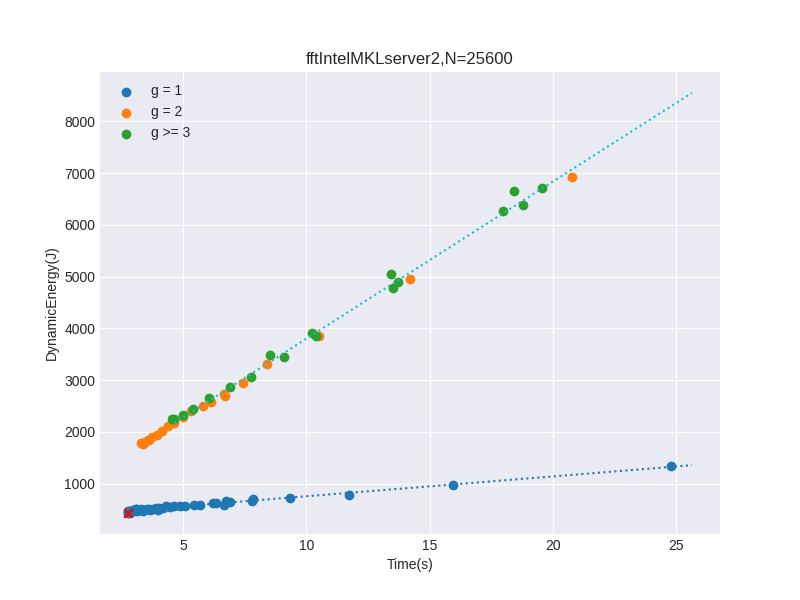 fftIntelMKLserver2,N=25600
g = 1
g = 2
g >= 3
8000
7000
6000
5000
4000
3000
2000
1000
DynamicEnergy(J)
5
10
15
20
25
Time(s)